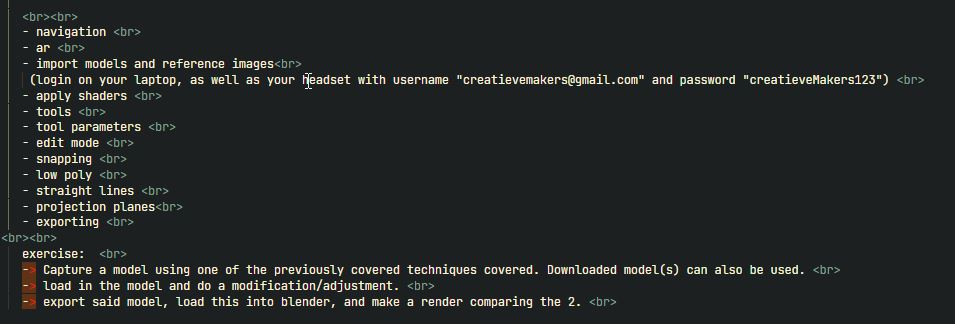 <br><br>
- navigation <br>
- ar <br>
- import models and reference images<br>
(login on your laptop, as well as your headset with username "creatievemakers@gmail.com" and password "creatieveMakers123") <br>
- apply shaders <br>
- tools <br>
- tool parameters <br>
- edit mode <br>
- snapping <br>
- low poly <br>
- straight lines <br>
- projection planes<br>
- exporting <br>
<br><br>
exercise:  <br>
-> Capture a model using one of the previously covered techniques covered. Downloaded model(s) can also be used. <br>
-> load in the model and do a modification/adjustment. <br>
-> export said model, load this into blender, and make a render comparing the 2. <br>